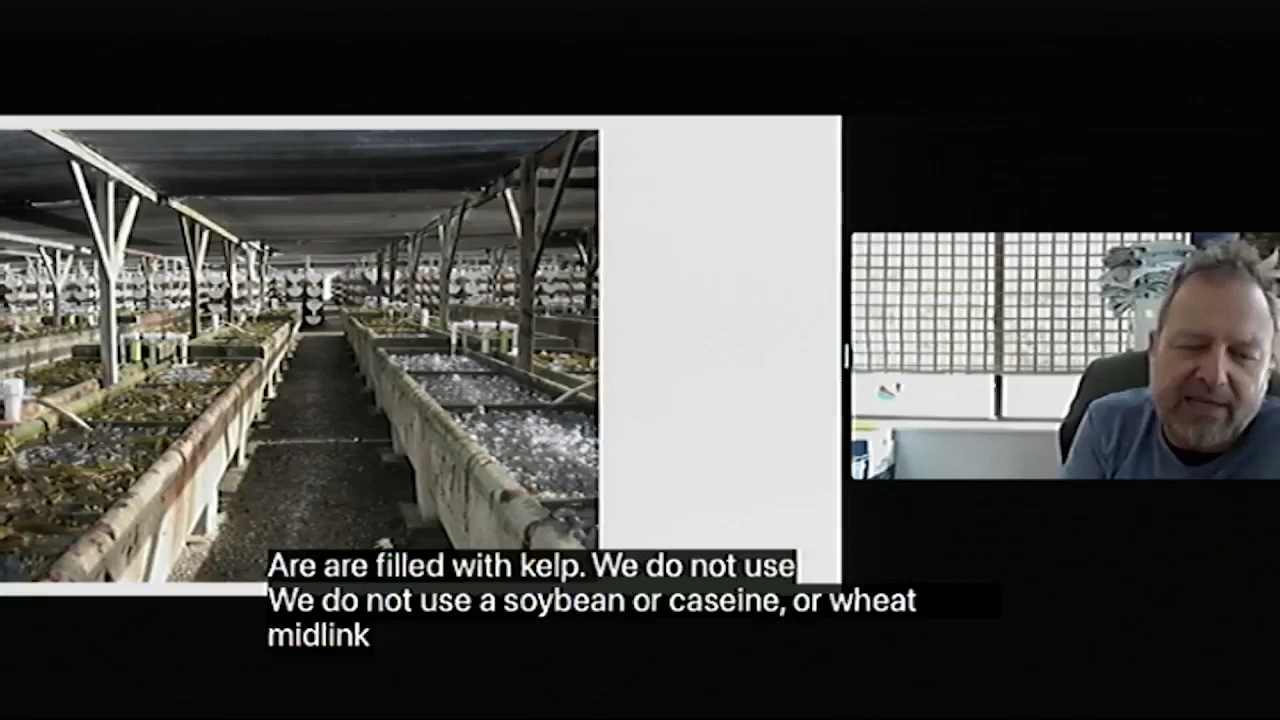 Are are filled with kelp. We do not use
We do not use a soybean or caseine, or wheat
midlink